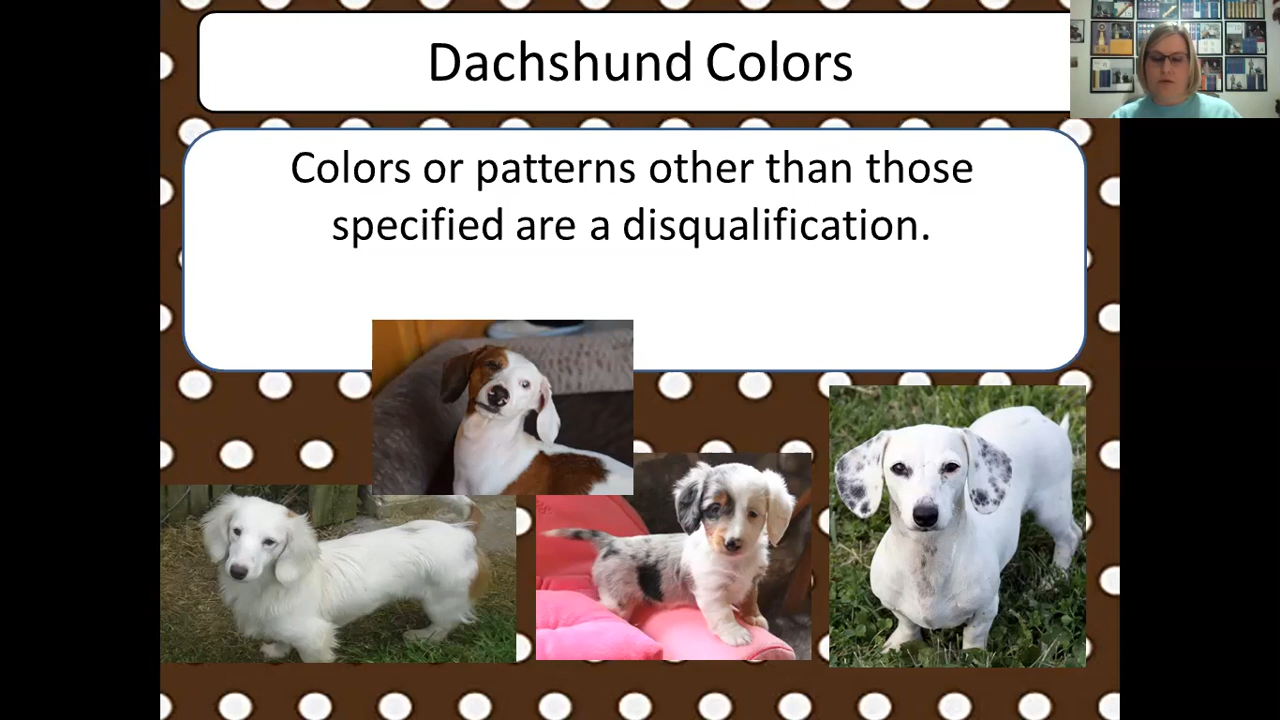 Dachshund Colors
Colors or patterns other than those
specified are a disqualification.